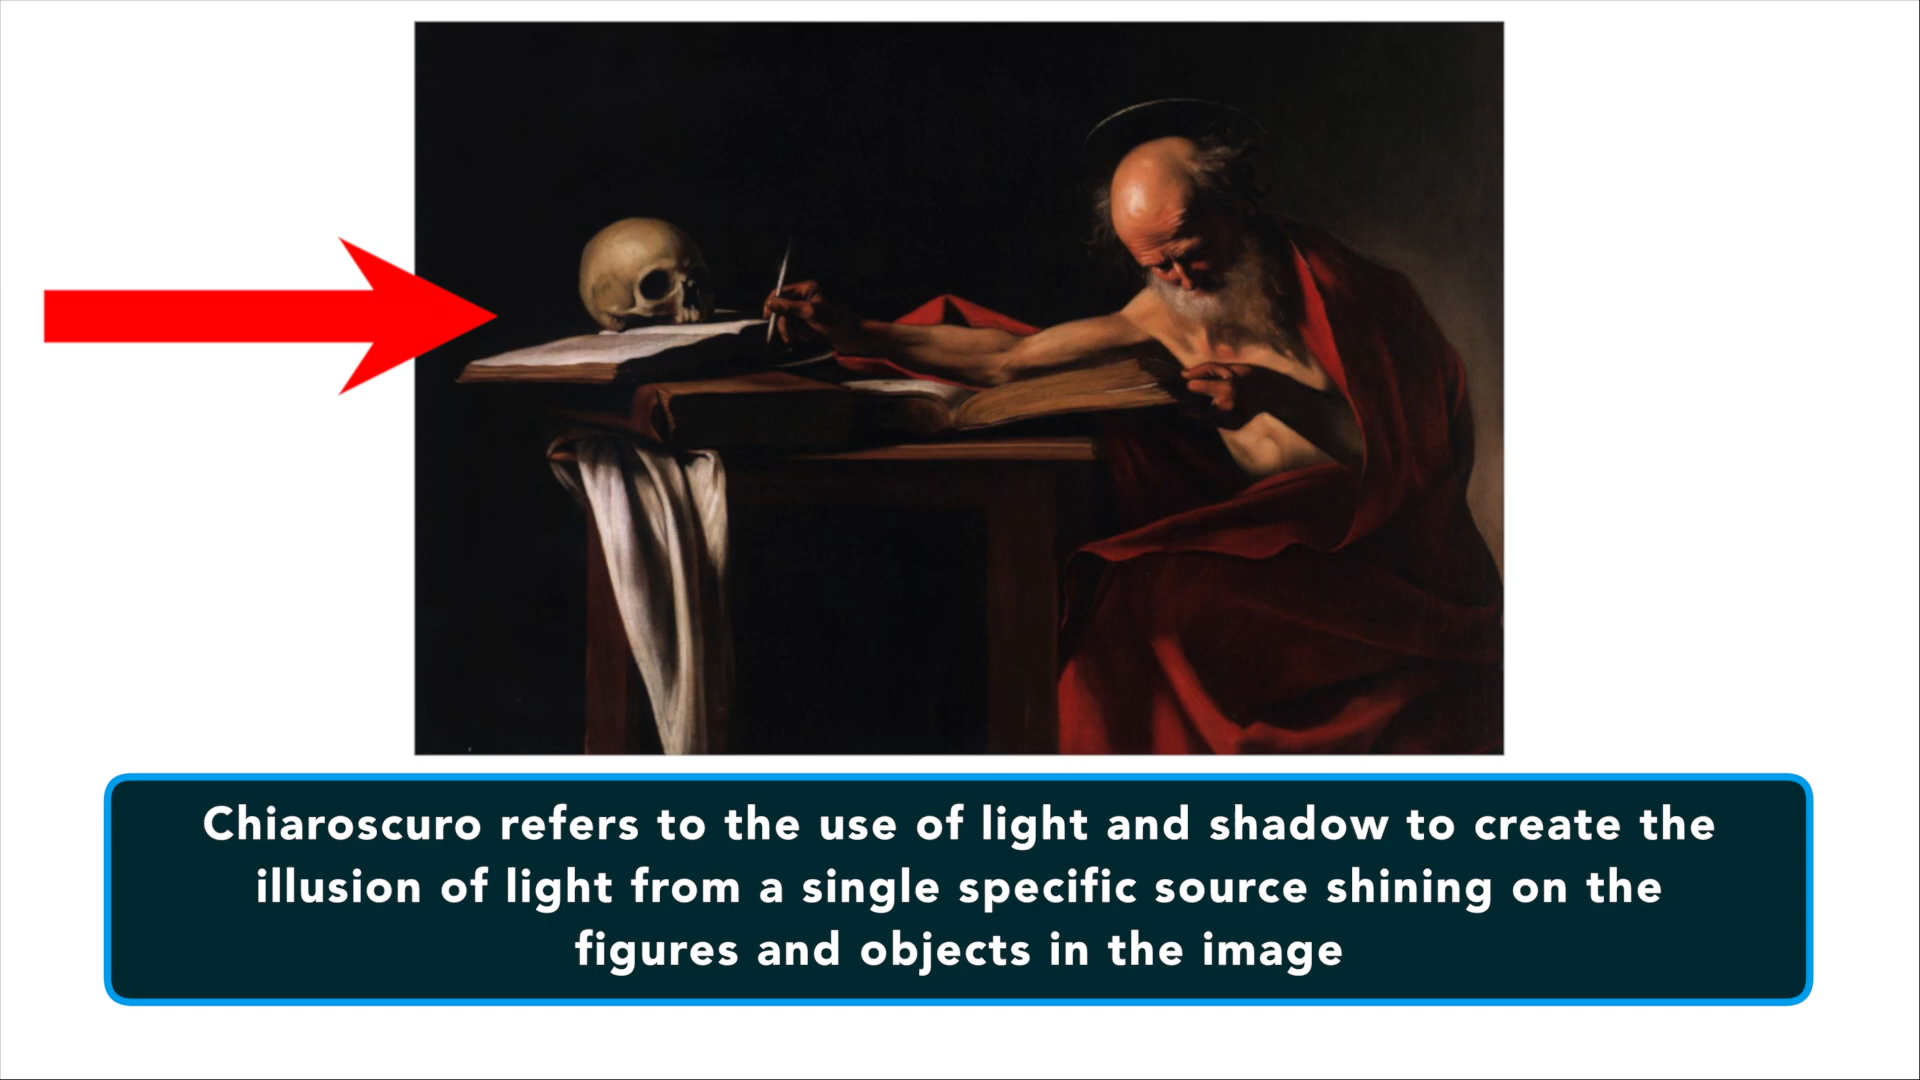 Chiaroscuro refers to the use of light and shadow to create the
illusion of light from a single specific source shining on the
figures and objects in the image